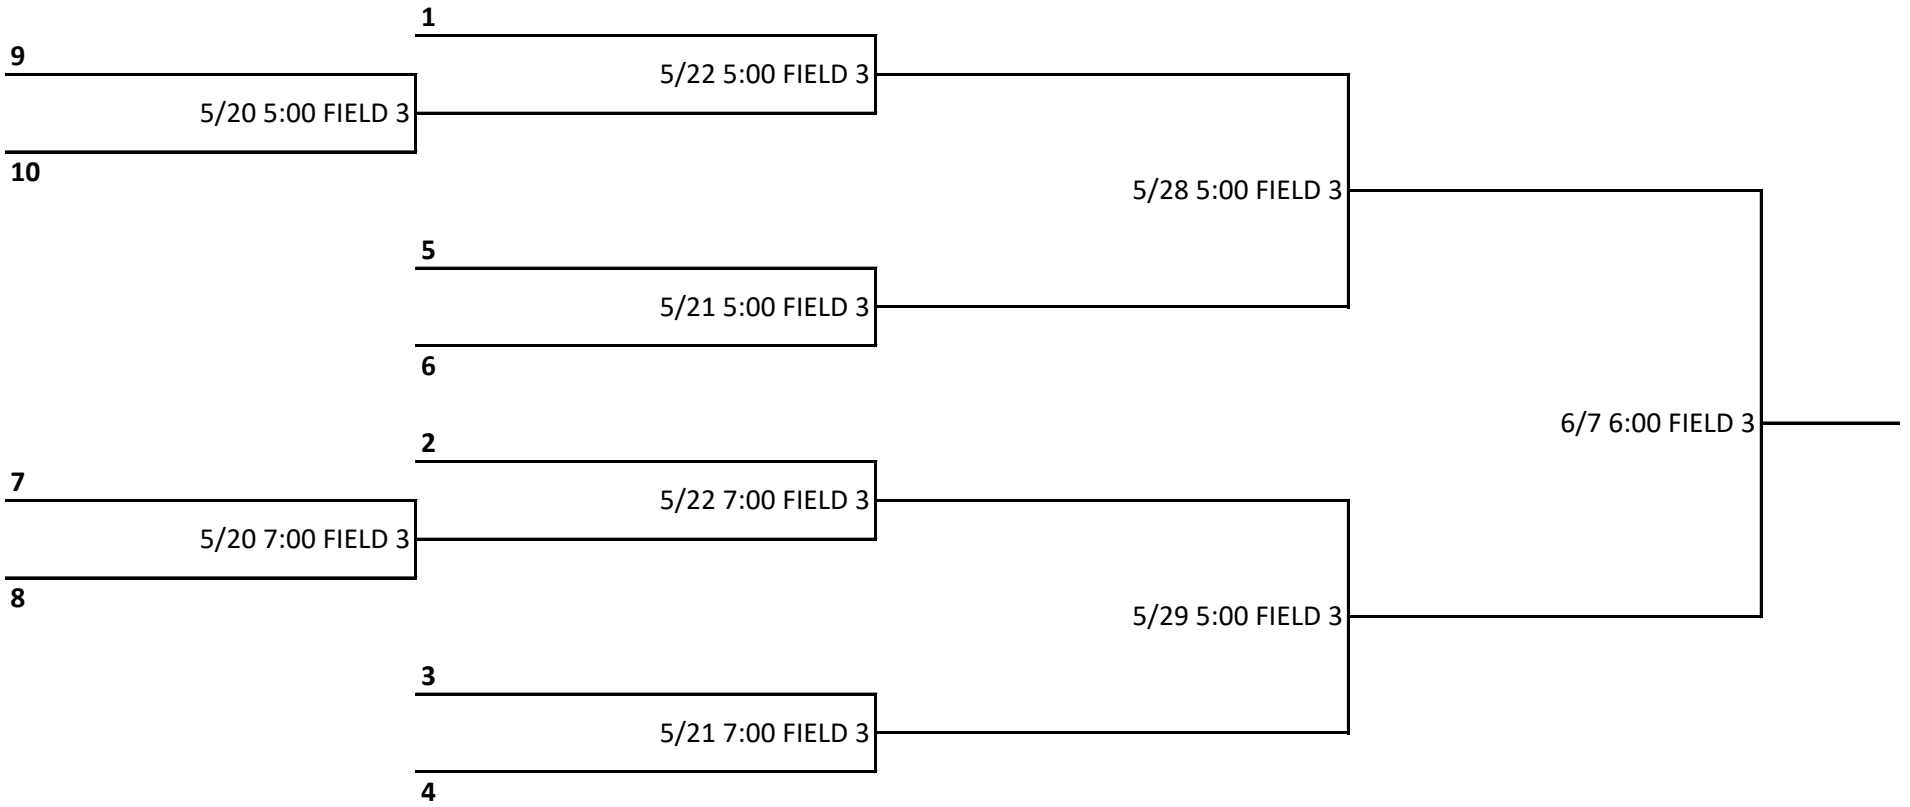 1
9
5/22 5:00 FIELD 3
5/20 5:00 FIELD 3
10
5/28 5:00 FIELD 3
5
5/21 5:00 FIELD 3
6
6/7 6:00 FIELD 3
2
7
5/22 7:00 FIELD 3
5/20 7:00 FIELD 3
8
5/29 5:00 FIELD 3
3
5/21 7:00 FIELD 3
4